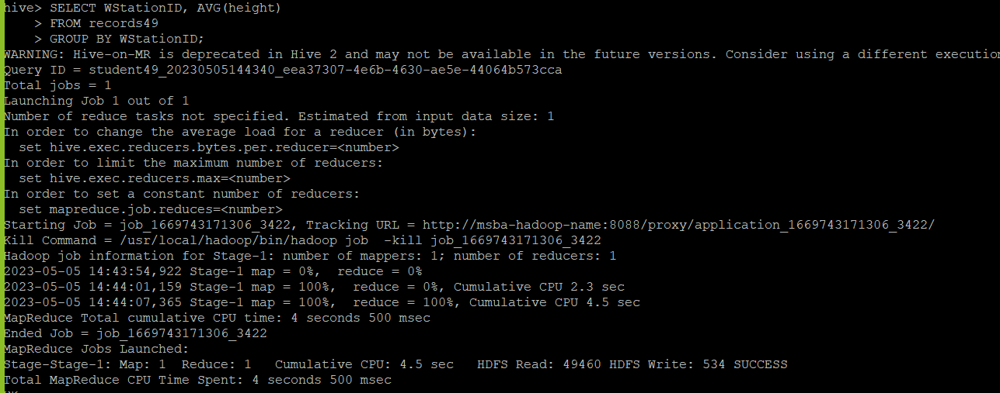 hive> SELECT WStationID, AVG(height)
    > FROM records49
    > GROUP BY WStationID;
WARNING: Hive-on-MR is deprecated in Hive 2 and may not be available in the future versions. Consider using a different execution
Query ID = student49_20230505144340_eea37307-4e6b-4630-ae5e-44064b573cca
Total jobs = 1
Launching Job 1 out of 1
Number of reduce tasks not specified. Estimated from input data size: 1
In order to change the average load for a reducer (in bytes):
  set hive.exec.reducers.bytes.per.reducer=<number>
In order to limit the maximum number of reducers:
  set hive.exec.reducers.max=<number>
In order to set a constant number of reducers:
  set mapreduce.job.reduces=<number>
Starting Job = job_1669743171306_3422, Tracking URL = http://msba-hadoop-name:8088/proxy/application_1669743171306_3422/
Kill Command = /usr/local/hadoop/bin/hadoop job  -kill job_1669743171306_3422
Hadoop job information for Stage-1: number of mappers: 1; number of reducers: 1
2023-05-05 14:43:54,922 Stage-1 map = 0%,  reduce = 0%
2023-05-05 14:44:01,159 Stage-1 map = 100%,  reduce = 0%, Cumulative CPU 2.3 sec
2023-05-05 14:44:07,365 Stage-1 map = 100%,  reduce = 100%, Cumulative CPU 4.5 sec
MapReduce Total cumulative CPU time: 4 seconds 500 msec
Ended Job = job_1669743171306_3422
MapReduce Jobs Launched:
Stage-Stage-1: Map: 1  Reduce: 1   Cumulative CPU: 4.5 sec   HDFS Read: 49460 HDFS Write: 534 SUCCESS
Total MapReduce CPU Time Spent: 4 seconds 500 msec